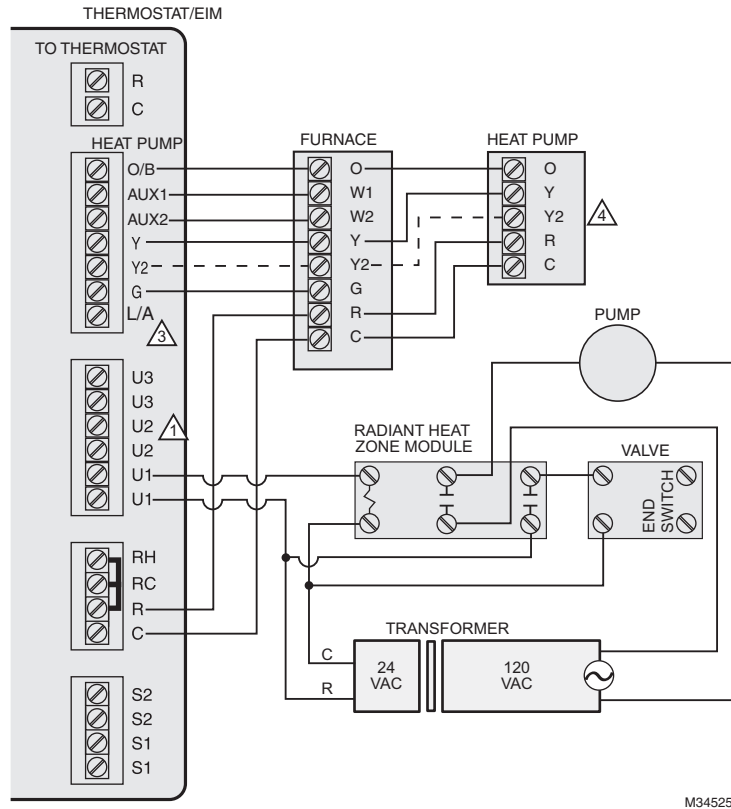 THERMOSTAT/EIM
TO THERMOSTAT
R
C
HEAT PUMP
O/B
AUX1
AUX2
Y
Y2
G
L/A
3
FURNACE
O
W1
W2
Y
Y2
G
R
C
HEAT PUMP
O
Y
Y2
R
C
4
PUMP
U3
U3
U2
U2
U1
U1
1
RADIANT HEAT
ZONE MODULE
VALVE
END
SWITCH
RH
RC
R
C
TRANSFORMER
C
R
24
VAC
120
VAC
S2
S2
S1
S1
M34525